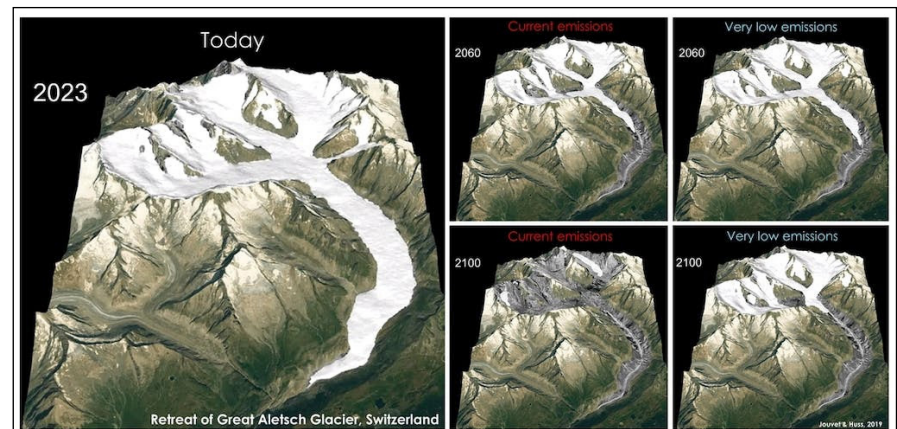 Today
2023
Retreat of Great Aletsch Glacier, Switzerland
Current emissions
2060
Very low emissions
2060
Current emissions
2100
Very low emissions
2100
Jouvet & Huss, 2019